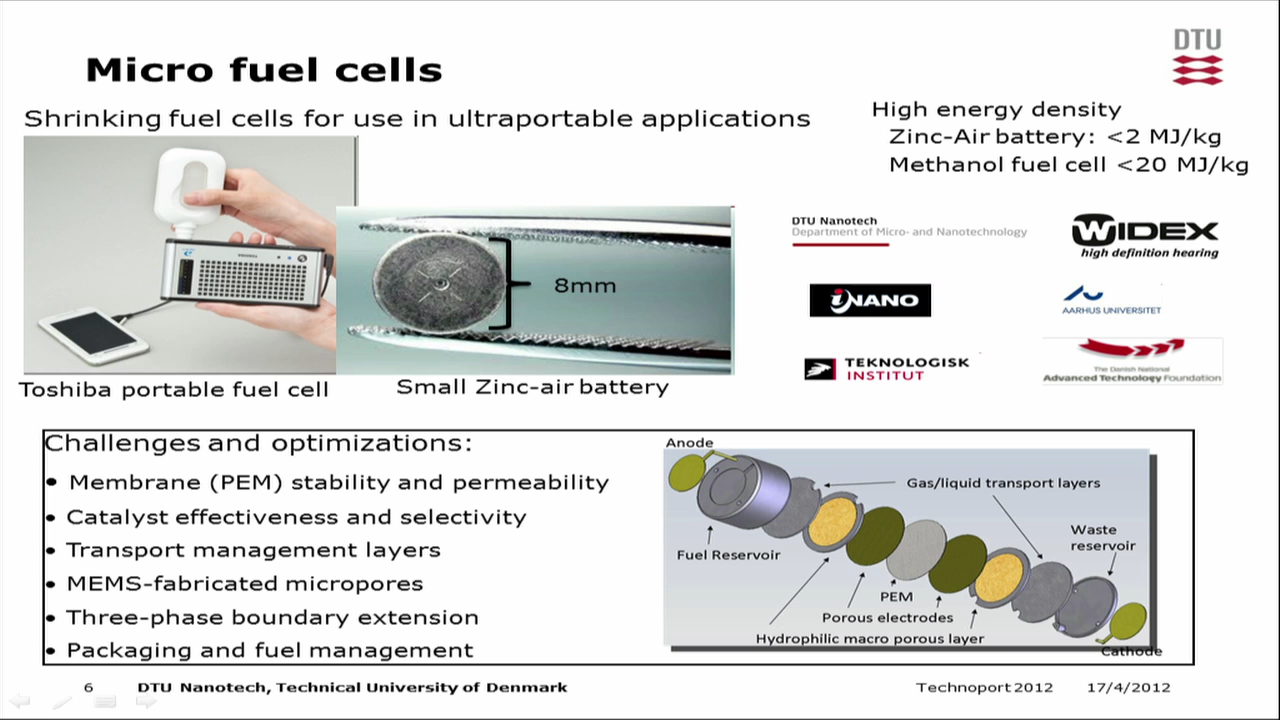 DTU
Micro fuel cells
Shrinking fuel cells for use in ultraportable applications
High energy density
Zinc-Air battery: <2 MJ/kg
Methanol fuel cell <20 MJ/kg
8mm
Toshiba portable fuel cell
Small Zinc-air battery
DTU Nanotech
Department of Micro- and Nanotechnology
WIDEX
high definition hearing
iNANO
AARHUS UNIVERSITET
TEKNOLOGISK
INSTITUT
The Danish National
Advanced Technology Foundation
Challenges and optimizations:
• Membrane (PEM) stability and permeability
• Catalyst effectiveness and selectivity
• Transport management layers
• MEMS-fabricated micropores
• Three-phase boundary extension
• Packaging and fuel management
Anode
Gas/liquid transport layers
Fuel Reservoir
Waste
reservoir
PEM
Porous electrodes
Hydrophilic macro porous layer
Cathode
6 DTU Nanotech, Technical University of Denmark
Technoport 2012 17/4/2012